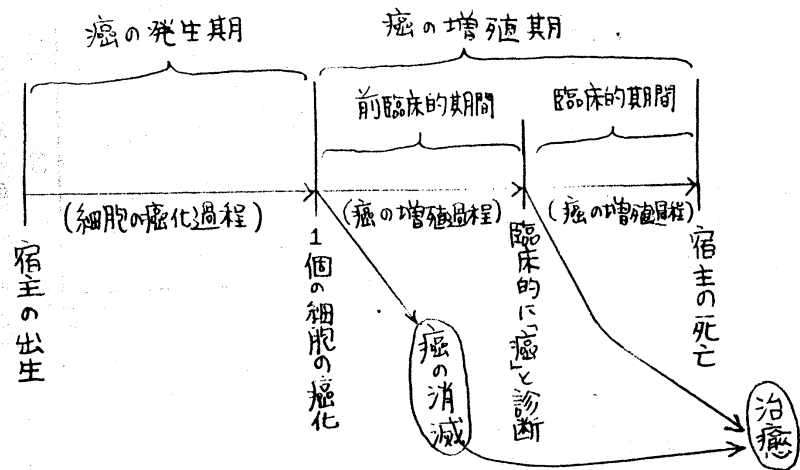 癌の発生期
癌の増殖期
前臨床的期間
臨床的期間
(細胞の癌化過程)
(癌の増殖過程)
(癌の増殖過程)
宿主の出生
1個の細胞の癌化
臨床的に「癌」と診断
宿主の死亡
癌の消滅
治癒